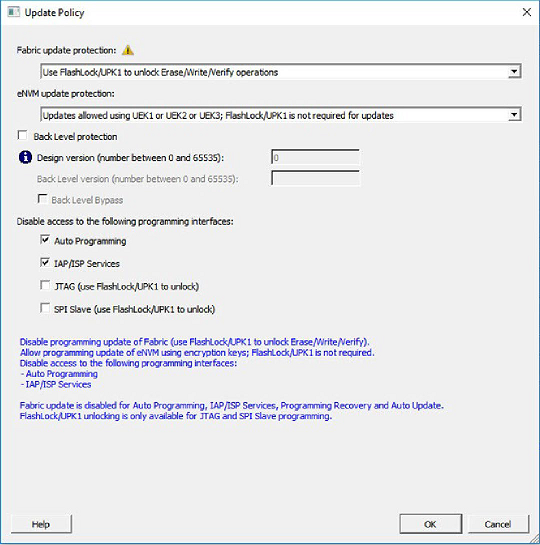 Update Policy
Fabric update protection:
Use FlashLock/UPK1 to unlock Erase/Write/Verify operations
eNVM update protection:
Updates allowed using UEK1 or UEK2 or UEK3; FlashLock/UPK1 is not required for updates
Back Level protection
Design version (number between 0 and 65535):
0
Back Level version (number between 0 and 65535):
Back Level Bypass
Disable access to the following programming interfaces:
Auto Programming
IAP/ISP Services
JTAG (use FlashLock/UPK1 to unlock)
SPI Slave (use FlashLock/UPK1 to unlock)
Disable programming update of Fabric (use FlashLock/UPK1 to unlock Erase/Write/Verify).
Allow programming update of eNVM using encryption keys; FlashLock/UPK1 is not required.
Disable access to the following programming interfaces:
- Auto Programming
- IAP/ISP Services
Fabric update is disabled for Auto Programming, IAP/ISP Services, Programming Recovery and Auto Update.
FlashLock/UPK1 unlocking is only available for JTAG and SPI Slave programming.
Help
OK
Cancel